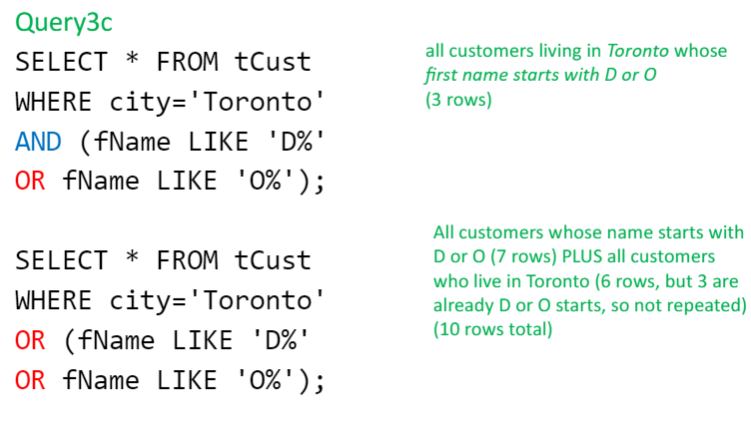 Query3c
SELECT * FROM tCust
WHERE city='Toronto'
AND (fName LIKE 'D%'
OR fName LIKE 'O%');
all customers living in Toronto whose
first name starts with D or O
(3 rows)
SELECT * FROM tCust
WHERE city='Toronto'
OR (fName LIKE 'D%'
OR fName LIKE 'O%');
All customers whose name starts with
D or O (7 rows) PLUS all customers
who live in Toronto (6 rows, but 3 are
already D or O starts, so not repeated)
(10 rows total)